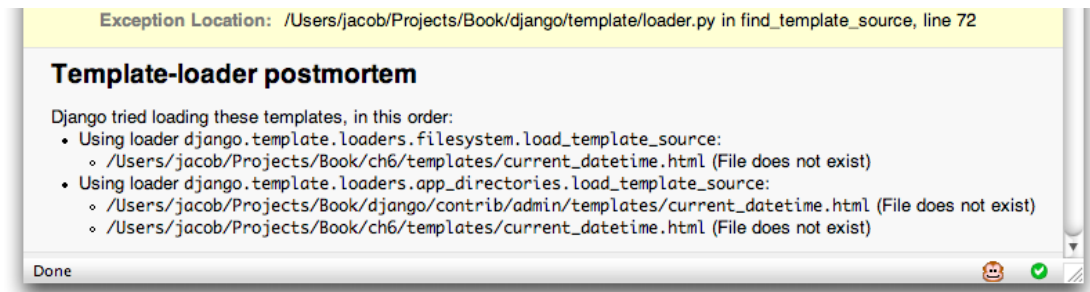 Exception Location: /Users/jacob/Projects/Book/django/template/loader.py in find_template_source, line 72
Template-loader postmortem
Django tried loading these templates, in this order:
• Using loader django.template.loaders.filesystem.load_template_source:
◦ /Users/jacob/Projects/Book/ch6/templates/current_datetime.html (File does not exist)
• Using loader django.template.loaders.app_directories.load_template_source:
◦ /Users/jacob/Projects/Book/django/contrib/admin/templates/current_datetime.html (File does not exist)
◦ /Users/jacob/Projects/Book/ch6/templates/current_datetime.html (File does not exist)
Done